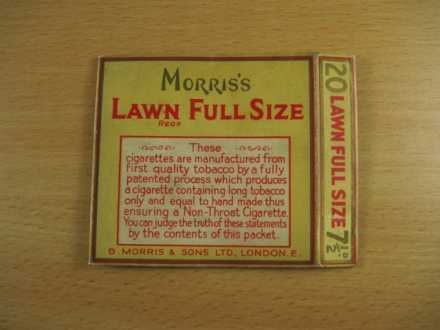 MORRIS'S
LAWN FULL SIZE
REGD
These
cigarettes are manufactured from
first quality tobacco by a fully
patented process which produces
a cigarette containing long tobacco
only and equal to hand made thus
ensuring a Non-Throat Cigarette.
You can judge the truth of these statements
by the contents of this packet.
B. MORRIS & SONS LTD., LONDON. E.
20 LAWN FULL SIZE 7½D